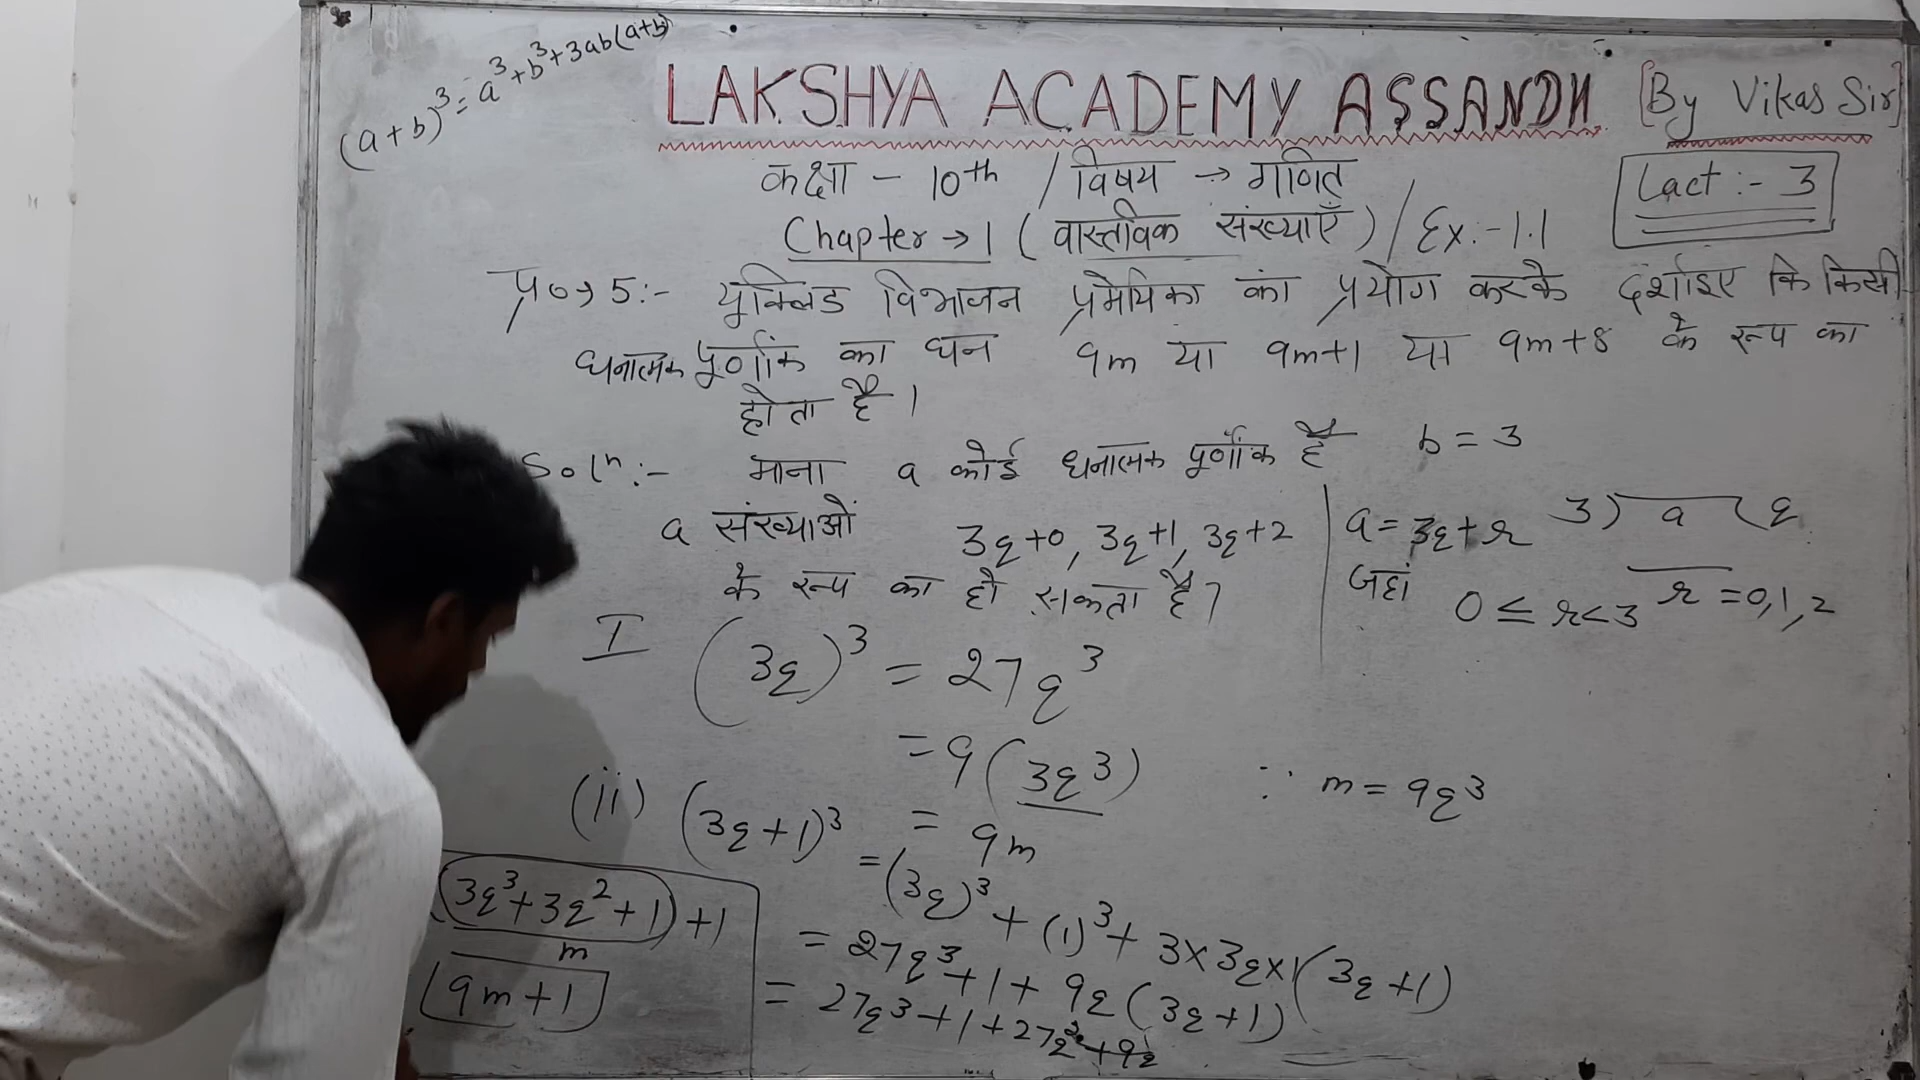 (a+b)³ = a³+b³+3ab(a+b)
LAKSHYA ACADEMY ASSANDH [By Vikas Sir]
कक्षा - 10th / विषय → गणित
Lact :- 3
Chapter → 1 ( वास्तविक संख्याएँ ) / Ex:-1.1
प्र०→5:- यूक्लिड विभाजन प्रमेयिका का प्रयोग करके दर्शाइए कि किसी
धनात्मक पूर्णांक का घन 9m या 9m+1 या 9m+8 के रूप का
होता है।
Solⁿ:- माना a कोई धनात्मक पूर्णांक है b = 3
a संख्याओं 3q+0, 3q+1, 3q+2
के रूप का हो सकता है?
a = 3q+r 3) a (q
जहां 0 ≤ r<3 r = 0,1,2
I (3q)³ = 27q³
= 9(3q³) ∵ m = 9q³
= 9m
(ii) (3q+1)³
= (3q)³ + (1)³ + 3×3q×1(3q+1)
= 27q³+1+ 9q(3q+1)
= 27q³+1+27q²+9q
(3q³+3q²+1)+1
m
9m+1